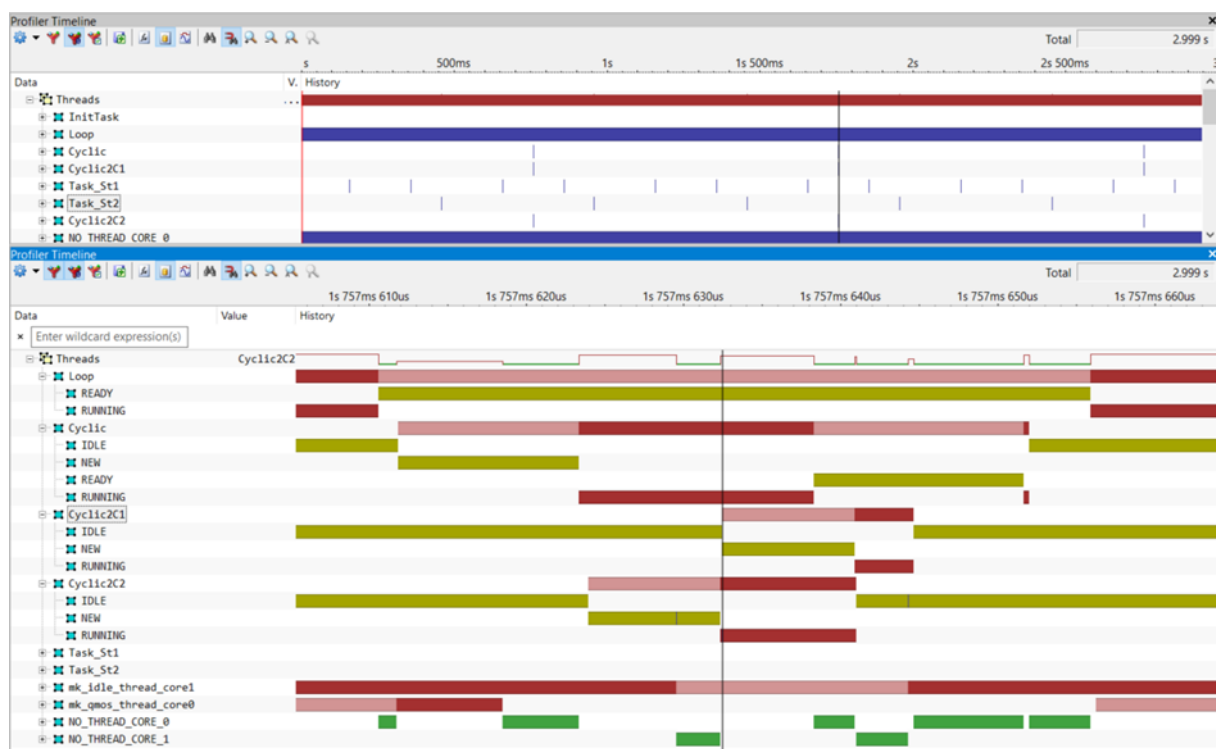 Profiler Timeline
Total 2.999 s
s 500ms 1s 1s 500ms 2s 2s 500ms 3
Data V. History
Threads ...
InitTask
Loop
Cyclic
Cyclic2C1
Task_St1
Task_St2
Cyclic2C2
NO_THREAD_CORE_0
Profiler Timeline
Total 2.999 s
1s 757ms 610us 1s 757ms 620us 1s 757ms 630us 1s 757ms 640us 1s 757ms 650us 1s 757ms 660us
Data Value History
× Enter wildcard expression(s)
Threads Cyclic2C2
Loop
READY
RUNNING
Cyclic
IDLE
NEW
READY
RUNNING
Cyclic2C1
IDLE
NEW
RUNNING
Cyclic2C2
IDLE
NEW
RUNNING
Task_St1
Task_St2
mk_idle_thread_core1
mk_qmos_thread_core0
NO_THREAD_CORE_0
NO_THREAD_CORE_1